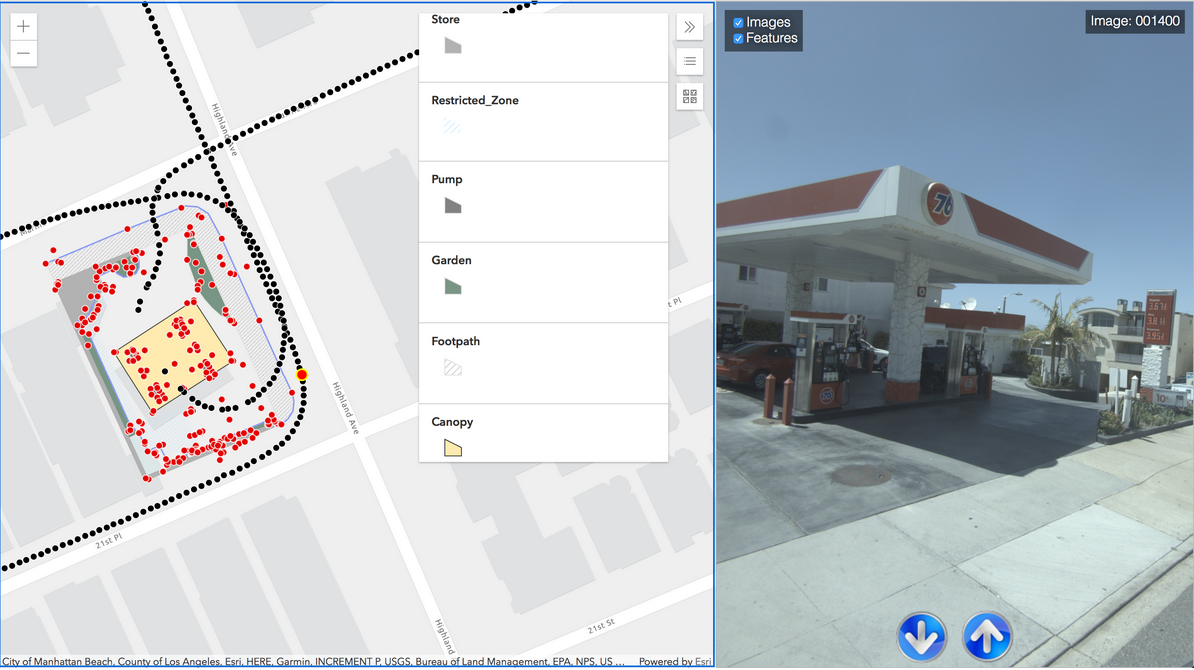 Store
Restricted_Zone
Pump
Garden
Footpath
Canopy
Highland Ave
Highland Ave
Highland
21st Pl
t Pl
21st St
City of Manhattan Beach, County of Los Angeles, Esri, HERE, Garmin, INCREMENT P, USGS, Bureau of Land Management, EPA, NPS, US ...
Powered by Esri
Images
Features
Image: 001400
76